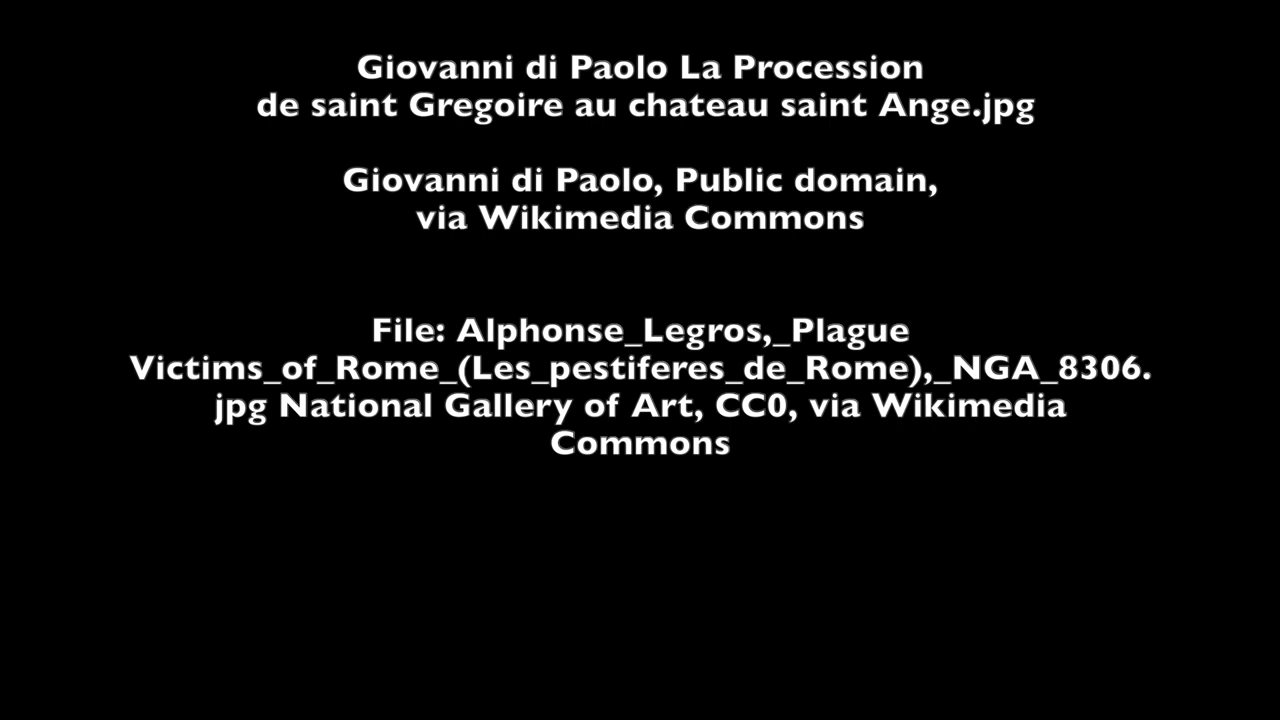 Giovanni di Paolo La Procession
de saint Gregoire au chateau saint Ange.jpg
Giovanni di Paolo, Public domain,
via Wikimedia Commons
File: Alphonse_Legros,_Plague
Victims_of_Rome_(Les_pestiferes_de_Rome),_NGA_8306.
jpg National Gallery of Art, CC0, via Wikimedia
Commons